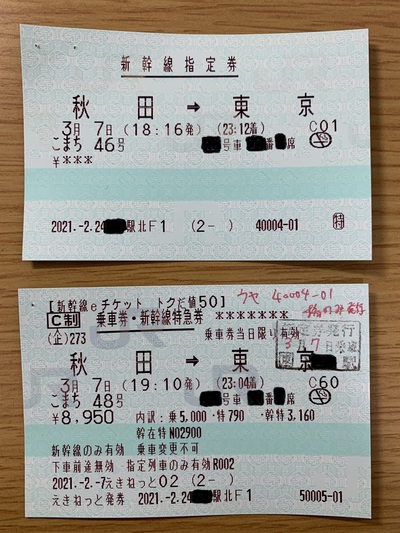 新幹線指定券
秋田 → 東京
3月 7日 (18:16発) (23:12着) C01
こまち 46号 号車 番 席
¥***
2021.-2.24 駅北F1 (2- ) 40004-01 特
[新幹線eチケット トクだ値50] ウヤ 40004-01
C制 乗車券・新幹線特急券 *******
(企)273 乗車券当日限り有効
秋田 → 東京
3月 7日 (19:10発) (23:04着) C60
こまち 48号 号車 番 席
¥8,950 内訳:乗5,000・特790 ・幹特3,160
幹在特N02900
新幹線のみ有効 乗車変更不可
下車前途無効 指定列車のみ有効R002
2021.-2.-7えきねっと02 (2- )
えきねっと発券 2021.-2.24 駅北F1 50005-01